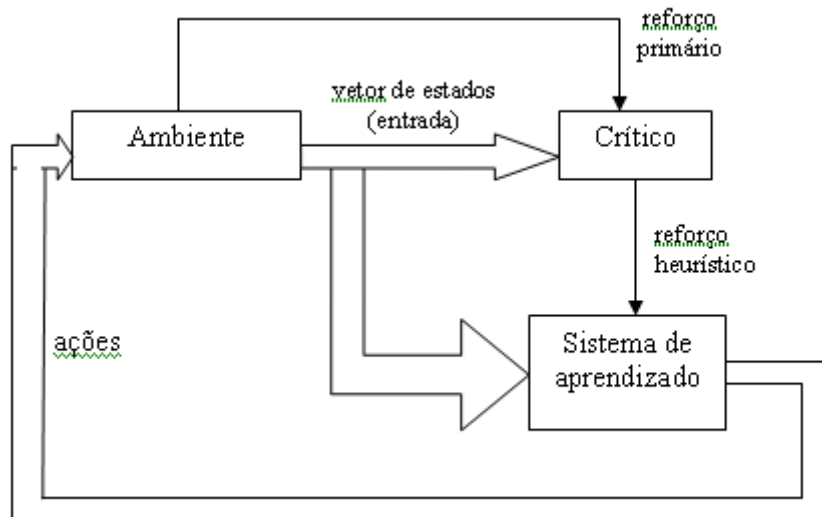 reforço
primário
vetor de estados
(entrada)
Ambiente
Crítico
reforço
heurístico
ações
Sistema de
aprendizado